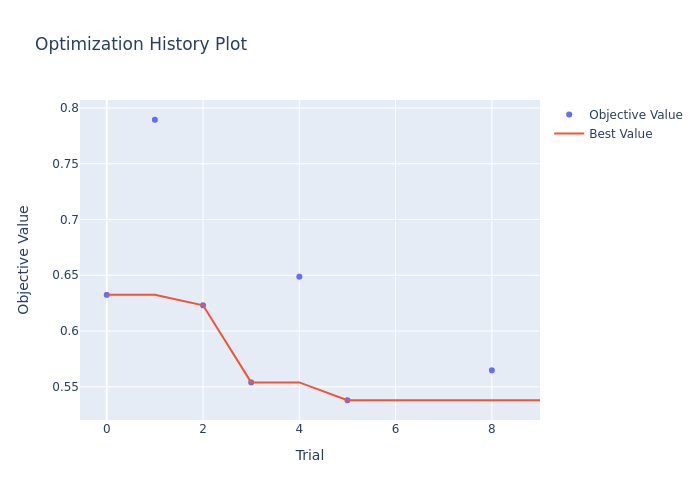 Optimization History Plot
Objective Value
Best Value
0.8
0.75
0.7
0.65
0.6
0.55
Objective Value
0
2
4
6
8
Trial